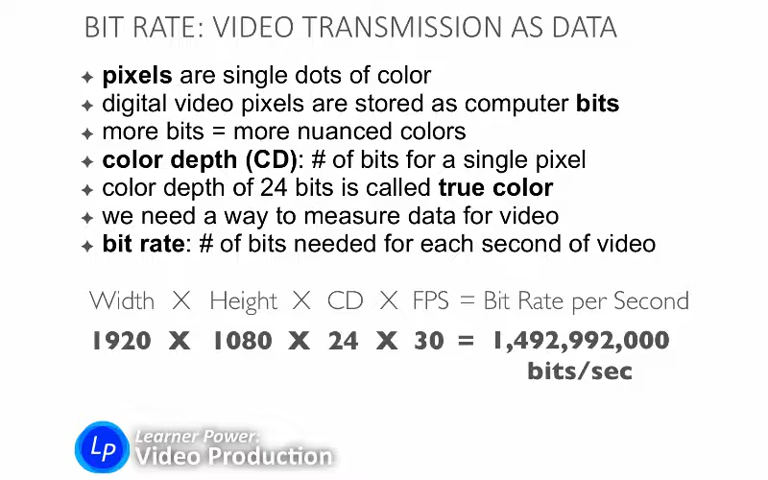 BIT RATE: VIDEO TRANSMISSION AS DATA
pixels are single dots of color
digital video pixels are stored as computer bits
more bits = more nuanced colors
color depth (CD): # of bits for a single pixel
color depth of 24 bits is called true color
we need a way to measure data for video
bit rate: # of bits needed for each second of video
Width X Height X CD X FPS = Bit Rate per Second
1920 X 1080 X 24 X 30 = 1,492,992,000
bits/sec
LP Learner Power:
Video Production